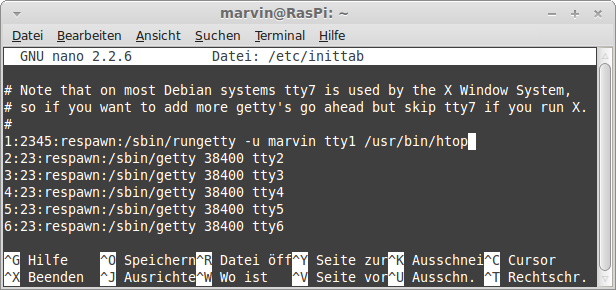 marvin@RasPi: ~
Datei Bearbeiten Ansicht Suchen Terminal Hilfe
GNU nano 2.2.6 Datei: /etc/inittab
# Note that on most Debian systems tty7 is used by the X Window System,
# so if you want to add more getty's go ahead but skip tty7 if you run X.
#
1:2345:respawn:/sbin/rungetty -u marvin tty1 /usr/bin/htop
2:23:respawn:/sbin/getty 38400 tty2
3:23:respawn:/sbin/getty 38400 tty3
4:23:respawn:/sbin/getty 38400 tty4
5:23:respawn:/sbin/getty 38400 tty5
6:23:respawn:/sbin/getty 38400 tty6
^G Hilfe ^O Speichern^R Datei öff^Y Seite zur^K Ausschnei^C Cursor
^X Beenden ^J Ausrichte^W Wo ist ^V Seite vor^U Ausschn. ^T Rechtschr.